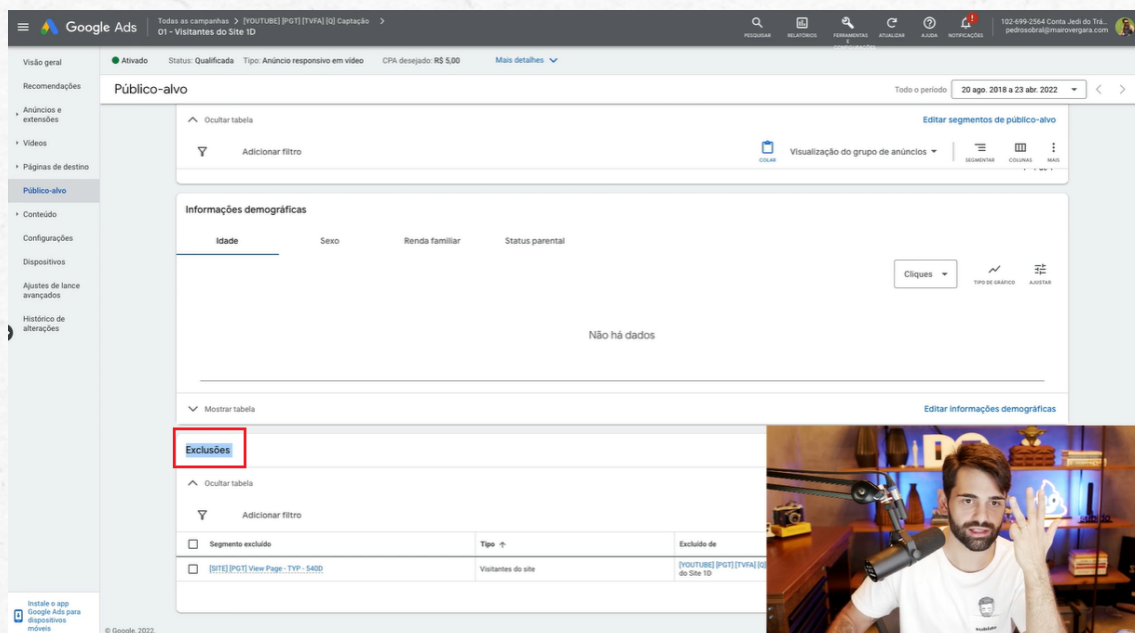 Google Ads
Todas as campanhas > [YOUTUBE] [PGT] [TVFA] [Q] Captação >
01 - Visitantes do Site 1D
PESQUISAR
RELATÓRIOS
FERRAMENTAS E CONFIGURAÇÕES
ATUALIZAR
AJUDA
NOTIFICAÇÕES
102-699-2564 Conta Jedi do Trá...
pedrosobral@mairovergara.com
Visão geral
Recomendações
Anúncios e
extensões
Vídeos
Páginas de destino
Público-alvo
Conteúdo
Configurações
Dispositivos
Ajustes de lance
avançados
Histórico de
alterações
Instale o app
Google Ads para
dispositivos
móveis
Ativado Status: Qualificada Tipo: Anúncio responsivo em vídeo CPA desejado: R$ 5,00 Mais detalhes
Público-alvo
Todo o período 20 ago. 2018 a 23 abr. 2022
Ocultar tabela
Editar segmentos de público-alvo
Adicionar filtro
COLAR
Visualização do grupo de anúncios
SEGMENTAR
COLUNAS
MAIS
Informações demográficas
Idade Sexo Renda familiar Status parental
Cliques
TIPO DE GRÁFICO
AJUSTAR
Não há dados
Mostrar tabela
Editar informações demográficas
Exclusões
Ocultar tabela
Adicionar filtro
Segmento excluído Tipo Excluído de
[SITE] [PGT] View Page - TYP - 540D Visitantes do site [YOUTUBE] [PGT] [TVFA] [Q]
do Site 1D
© Google, 2022.